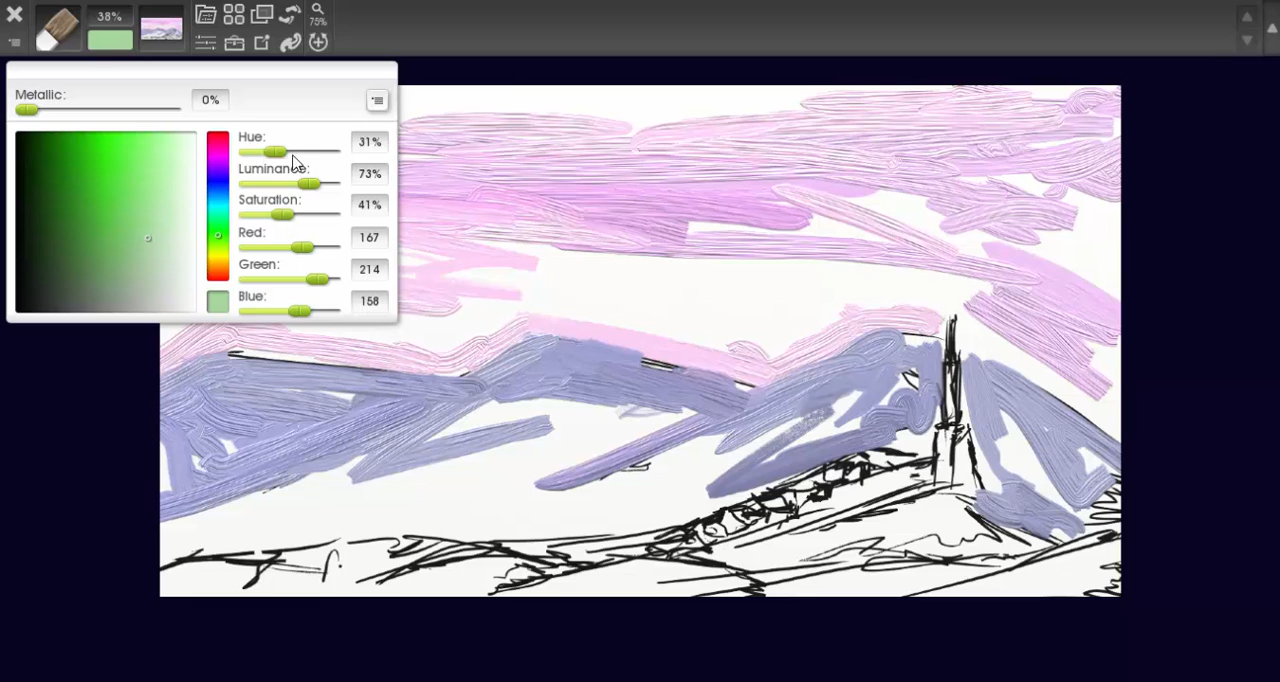 38%
75%
Metallic: 0%
Hue: 31%
Luminance: 73%
Saturation: 41%
Red: 167
Green: 214
Blue: 158